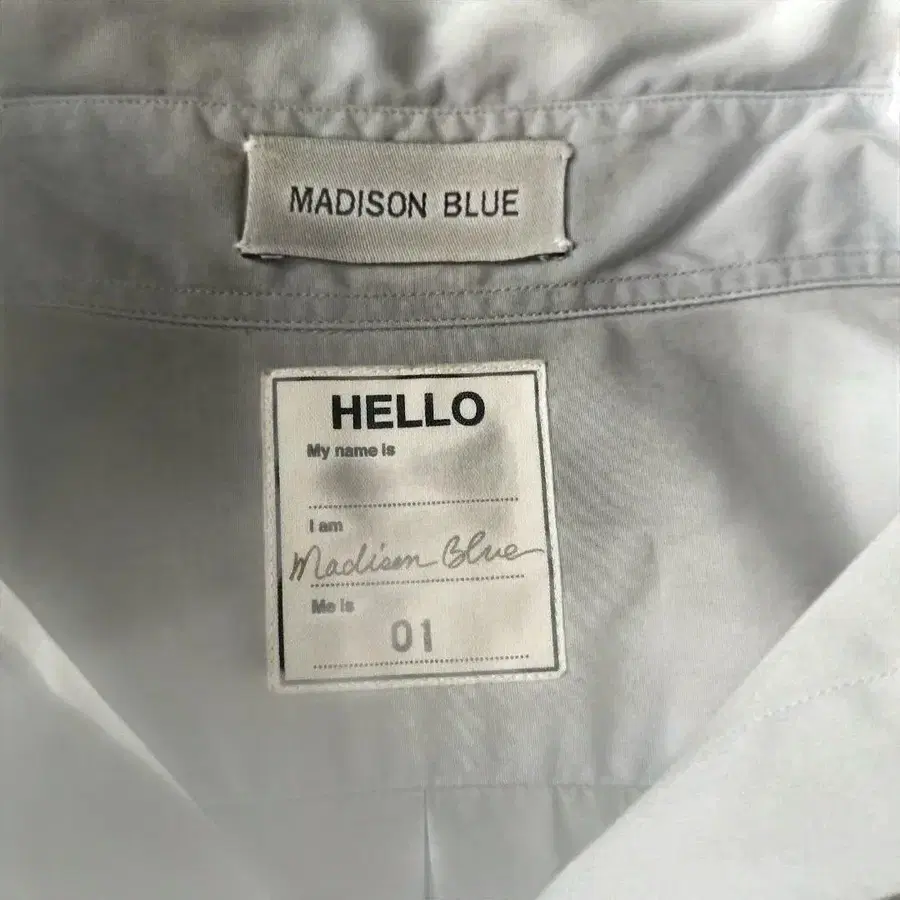 MADISON BLUE
HELLO
My name is
I am
Madison Blue
Me is
01